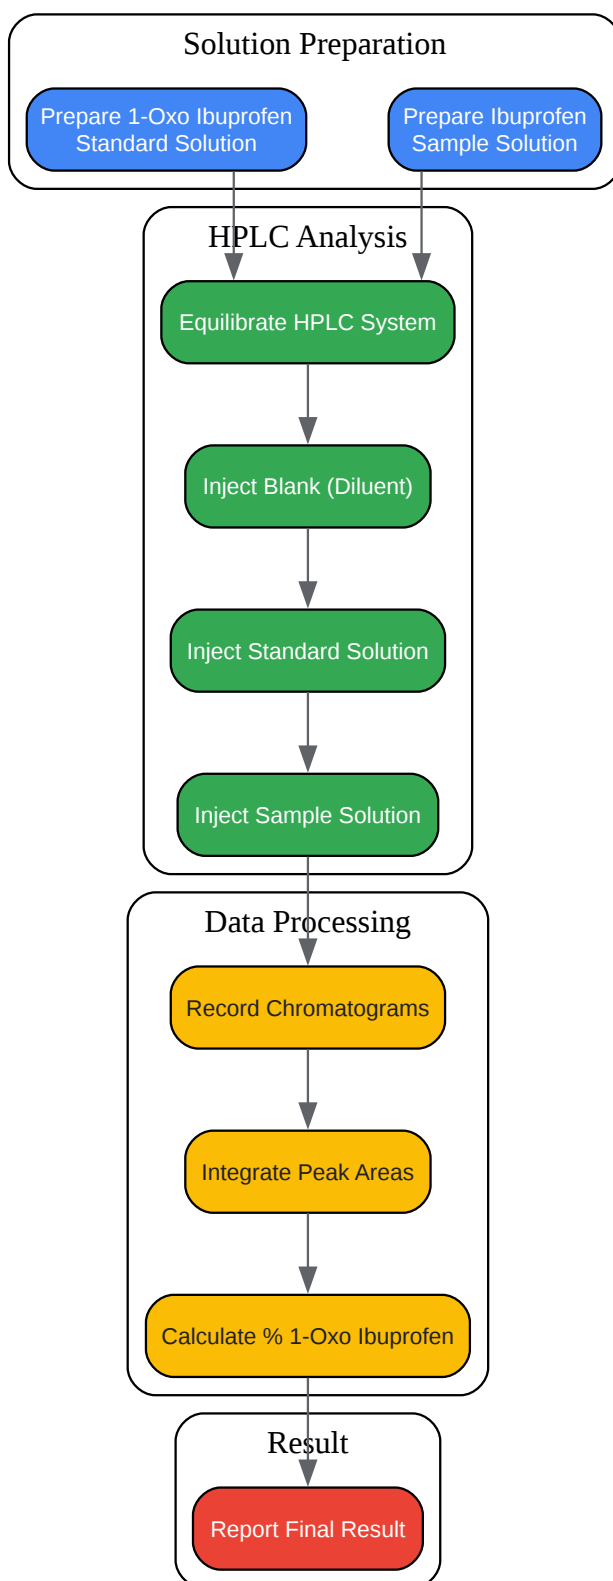 Solution Preparation
Prepare 1-Oxo Ibuprofen
Standard Solution
Prepare Ibuprofen
Sample Solution
HPLC Analysis
Equilibrate HPLC System
Inject Blank (Diluent)
Inject Standard Solution
Inject Sample Solution
Data Processing
Record Chromatograms
Integrate Peak Areas
Calculate % 1-Oxo Ibuprofen
Result
Report Final Result